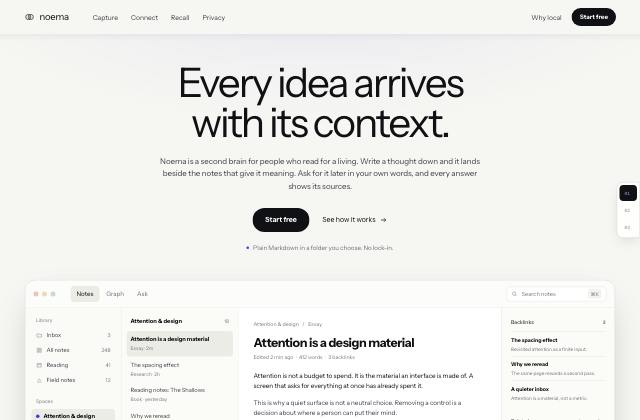 noema
Capture Connect Recall Privacy
Why local
Start free
Every idea arrives
with its context.
Noema is a second brain for people who read for a living. Write a thought down and it lands
beside the notes that give it meaning. Ask for it later in your own words, and every answer
shows its sources.
Start free
See how it works →
Plain Markdown in a folder you choose. No lock-in.
01
02
03
Notes Graph Ask
Search notes
⌘K
Library
Inbox 3
All notes 248
Reading 41
Field notes 12
Spaces
Attention & design
Attention & design 18
Attention is a design material
Essay · 2m
The spacing effect
Research · 2h
Reading notes: The Shallows
Book · yesterday
Why we reread
Attention & design / Essay
Attention is a design material
Edited 2 min ago · 412 words · 3 backlinks
Attention is not a budget to spend. It is the material an interface is made of. A
screen that asks for everything at once has already spent it.
This is why a quiet surface is not a neutral choice. Removing a control is a
decision about where a person can put their mind.
Backlinks 3
The spacing effect
Repeated attention as a finite input.
Why we reread
The same page rewards a second pass.
A quieter inbox
Attention is a material, not a metric.